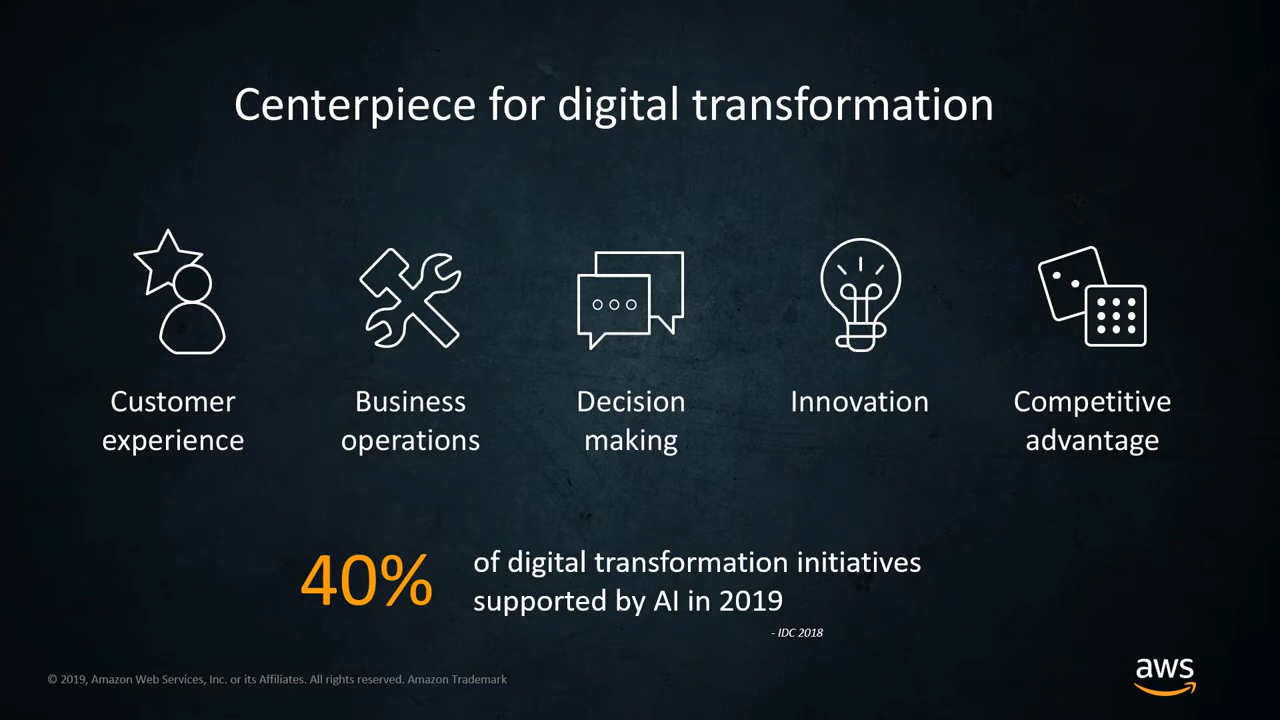 Centerpiece for digital transformation
Customer
experience
Business
operations
Decision
making
Innovation
Competitive
advantage
40%
of digital transformation initiatives
supported by AI in 2019
- IDC 2018
© 2019, Amazon Web Services, Inc. or its Affiliates. All rights reserved. Amazon Trademark
aws